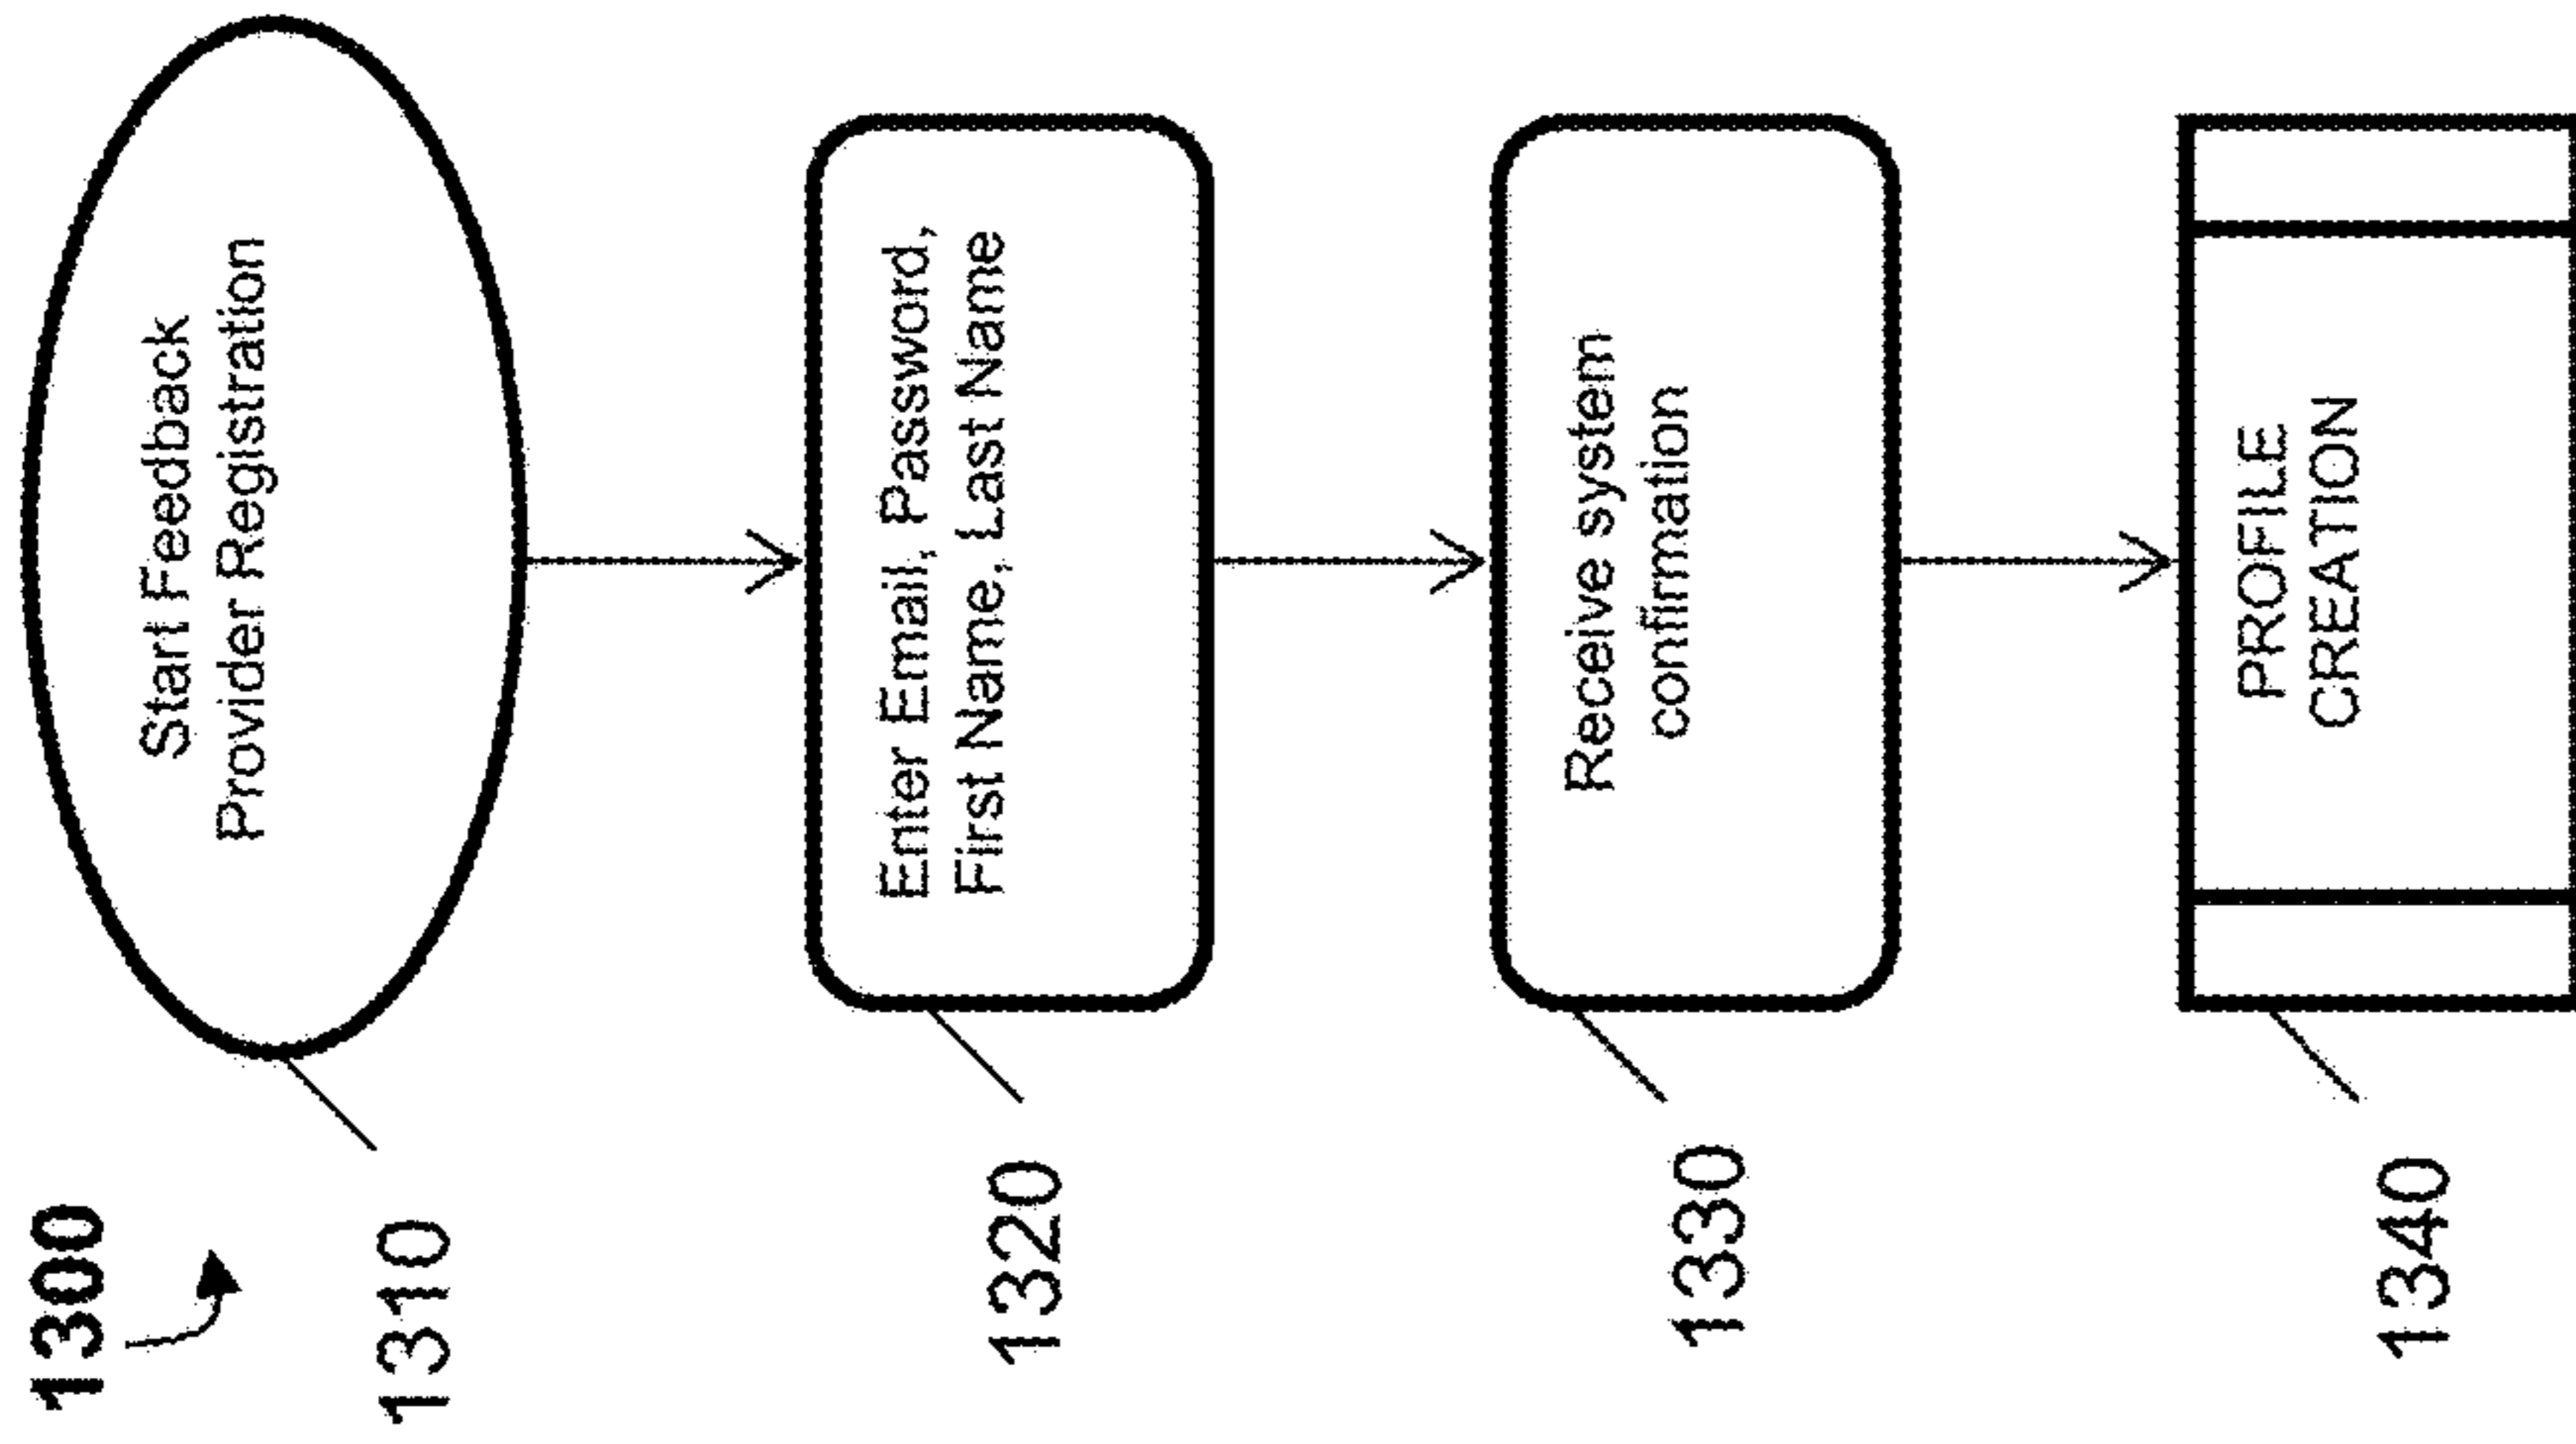 1300
Start Feedback
Provider Registration
1310
Enter Email, Password,
First Name, Last Name
1320
Receive system
confirmation
1330
PROFILE
CREATION
1340